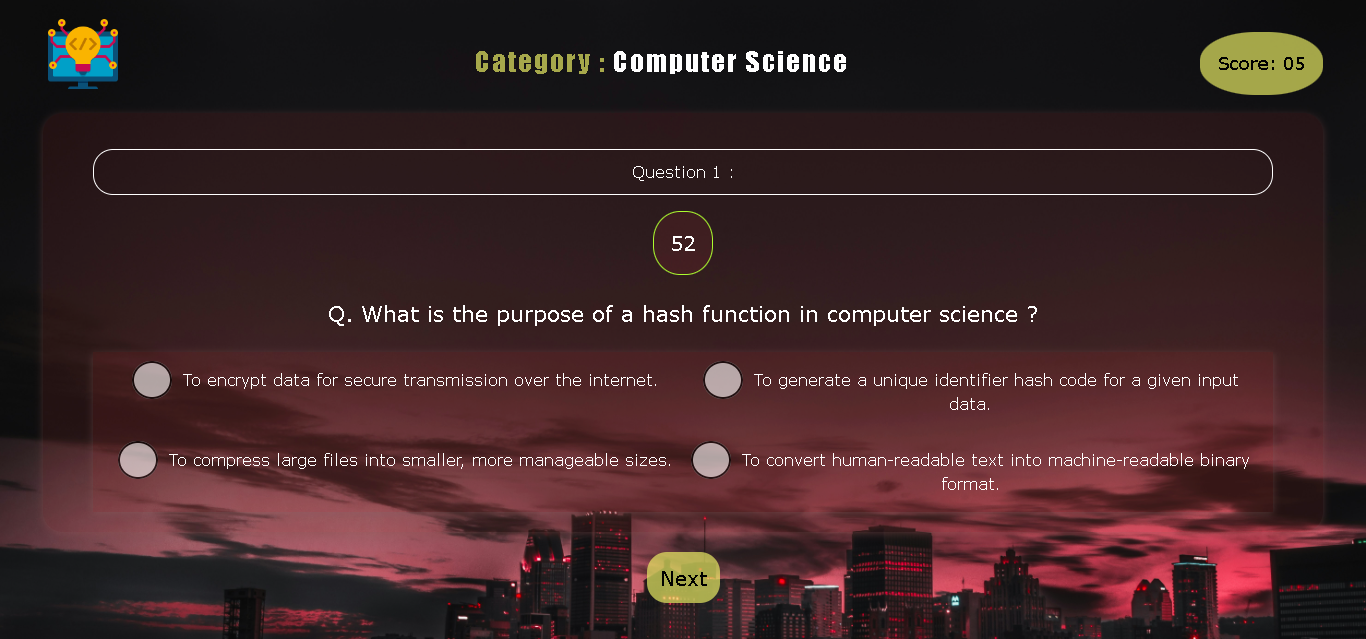 </>
Category : Computer Science
Score: 05
Question 1 :
52
Q. What is the purpose of a hash function in computer science ?
To encrypt data for secure transmission over the internet.
To generate a unique identifier hash code for a given input
data.
To compress large files into smaller, more manageable sizes.
To convert human-readable text into machine-readable binary
format.
Next